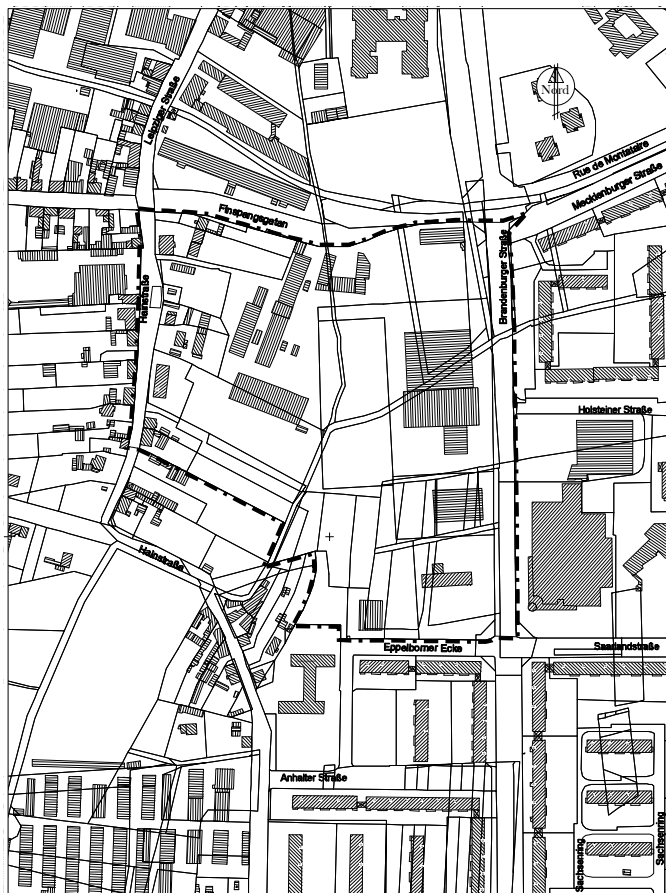 Leipziger Straße
Nord
Rue de Montataire
Mecklenburger Straße
Finspangsgatan
Brandenburger Straße
Hainstraße
Holsteiner Straße
Hainstraße
Eppelborner Ecke
Saarlandstraße
Anhalter Straße
Sachsenring
Sachsenring